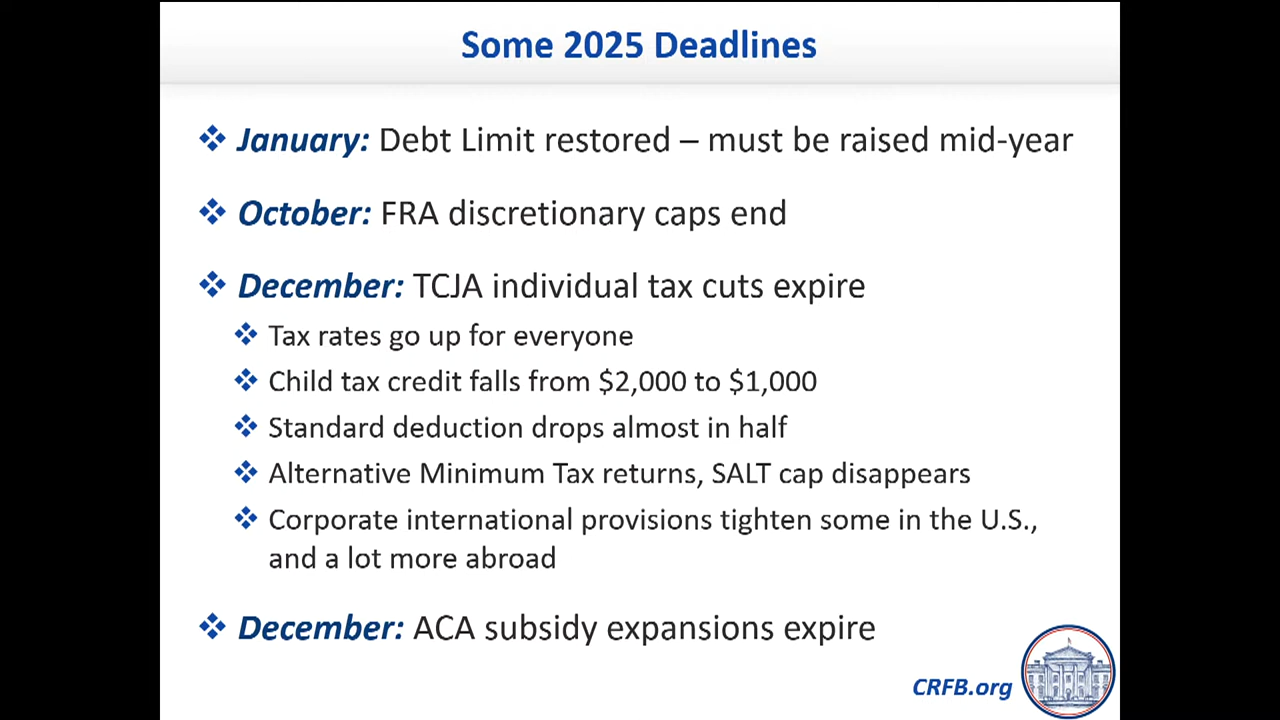 Some 2025 Deadlines
January: Debt Limit restored – must be raised mid-year
October: FRA discretionary caps end
December: TCJA individual tax cuts expire
Tax rates go up for everyone
Child tax credit falls from $2,000 to $1,000
Standard deduction drops almost in half
Alternative Minimum Tax returns, SALT cap disappears
Corporate international provisions tighten some in the U.S.,
and a lot more abroad
December: ACA subsidy expansions expire
CRFB.org